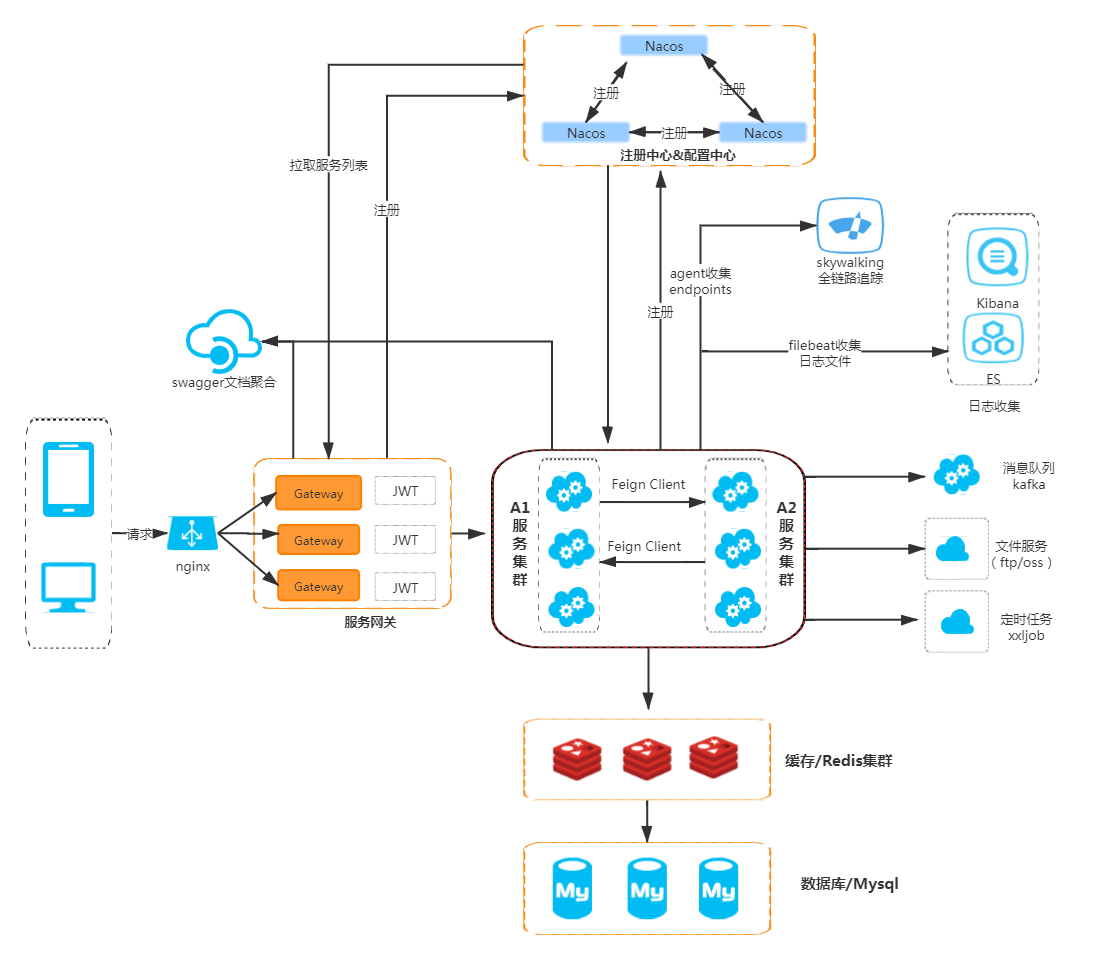 Nacos
注册
注册
Nacos
注册
Nacos
注册中心&配置中心
拉取服务列表
注册
agent收集
endpoints
注册
skywalking
全链路追踪
Kibana
filebeat收集
日志文件
ES
日志收集
swagger文档聚合
请求
nginx
Gateway
JWT
Gateway
JWT
Gateway
JWT
服务网关
A1
服
务
集
群
Feign Client
Feign Client
A2
服
务
集
群
消息队列
kafka
文件服务
（ftp/oss）
定时任务
xxljob
缓存/Redis集群
My
My
My
数据库/Mysql